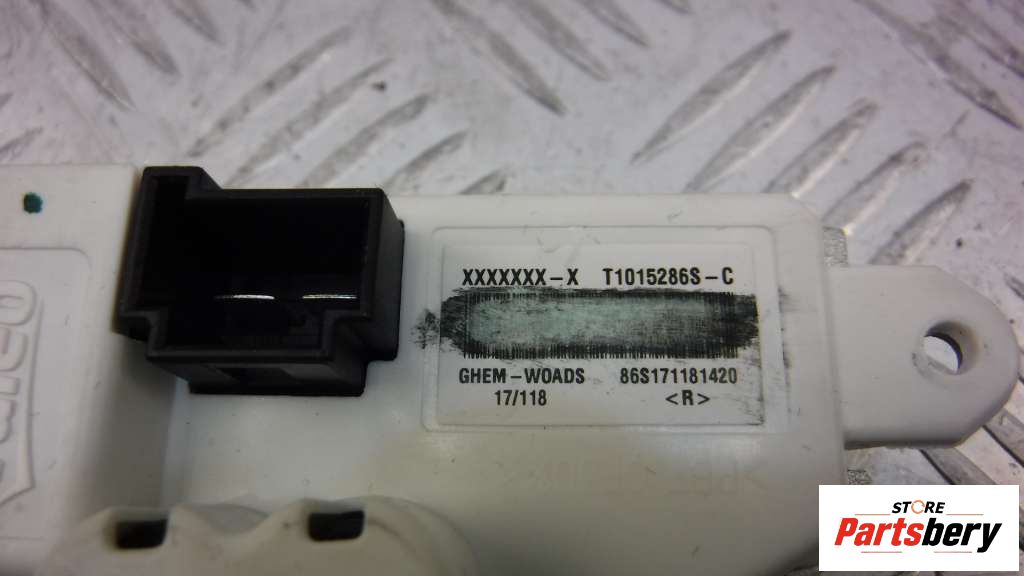 XXXXXXX-X T1015286S-C
GHEM-WOADS 86S171181420
17/118 <R>
STORE
Partsbery